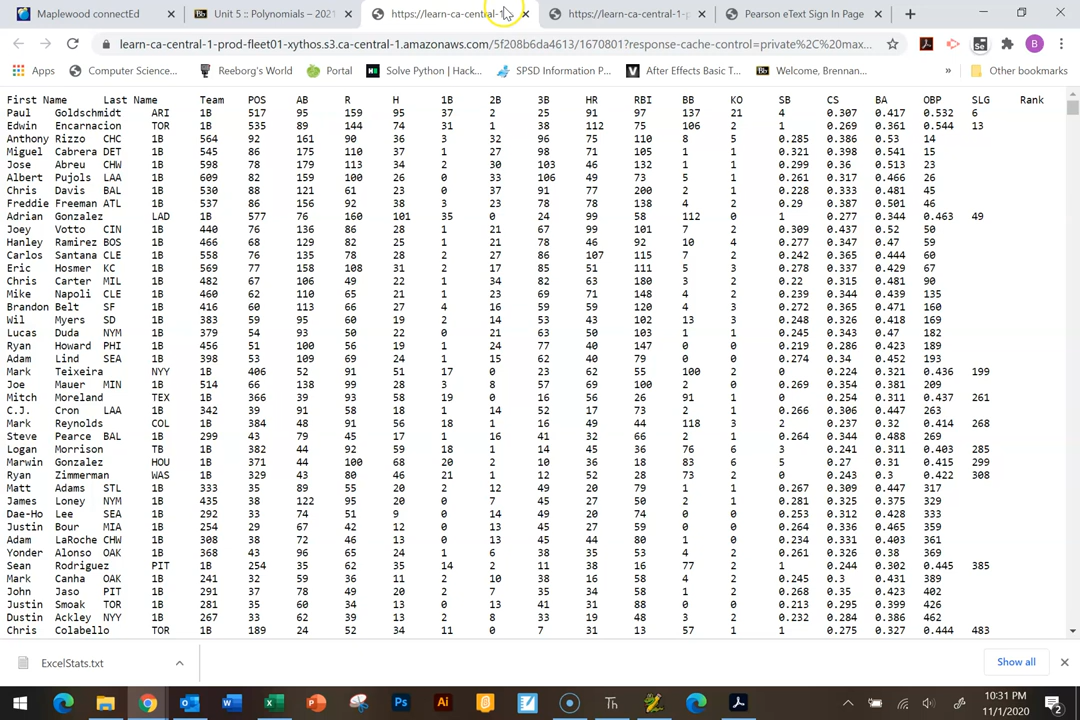 Maplewood connectEd × Unit 5 :: Polynomials – 2021 × https://learn-ca-central-1- × https://learn-ca-central-1-p × Pearson eText Sign In Page × +
learn-ca-central-1-prod-fleet01-xythos.s3.ca-central-1.amazonaws.com/5f208b6da4613/1670801?response-cache-control=private%2C%20max...
Apps Computer Science... Reeborg's World Portal Solve Python | Hack... SPSD Information P... After Effects Basic T... Welcome, Brennan... » Other bookmarks
First Name Last Name Team POS AB R H 1B 2B 3B HR RBI BB KO SB CS BA OBP SLG Rank
Paul Goldschmidt ARI 1B 517 95 159 95 37 2 25 91 97 137 21 4 0.307 0.417 0.532 6
Edwin Encarnacion TOR 1B 535 89 144 74 31 1 38 112 75 106 2 1 0.269 0.361 0.544 13
Anthony Rizzo CHC 1B 564 92 161 90 36 3 32 96 75 110 8 5 0.285 0.386 0.53 14
Miguel Cabrera DET 1B 545 86 175 110 37 1 27 98 71 105 1 1 0.321 0.398 0.541 15
Jose Abreu CHW 1B 598 78 179 113 34 2 30 103 46 132 1 1 0.299 0.36 0.513 23
Albert Pujols LAA 1B 609 82 159 100 26 0 33 106 49 73 5 1 0.261 0.317 0.466 26
Chris Davis BAL 1B 530 88 121 61 23 0 37 91 77 200 2 1 0.228 0.333 0.481 45
Freddie Freeman ATL 1B 537 86 156 92 38 3 23 78 78 138 4 2 0.29 0.387 0.501 46
Adrian Gonzalez LAD 1B 577 76 160 101 35 0 24 99 58 112 0 1 0.277 0.344 0.463 49
Joey Votto CIN 1B 440 76 136 86 28 1 21 67 99 101 7 2 0.309 0.437 0.52 50
Hanley Ramirez BOS 1B 466 68 129 82 25 1 21 78 46 92 10 4 0.277 0.347 0.47 59
Carlos Santana CLE 1B 558 76 135 78 28 2 27 86 107 115 7 2 0.242 0.365 0.444 60
Eric Hosmer KC 1B 569 77 158 108 31 2 17 85 51 111 5 3 0.278 0.337 0.429 67
Chris Carter MIL 1B 482 67 106 49 22 1 34 82 63 180 3 2 0.22 0.315 0.481 90
Mike Napoli CLE 1B 460 62 110 65 21 1 23 69 71 148 4 2 0.239 0.344 0.439 135
Brandon Belt SF 1B 416 60 113 66 27 4 16 59 59 120 4 3 0.272 0.365 0.471 160
Wil Myers SD 1B 383 59 95 60 19 2 14 53 43 102 13 3 0.248 0.326 0.418 169
Lucas Duda NYM 1B 379 54 93 50 22 0 21 63 50 103 1 1 0.245 0.343 0.47 182
Ryan Howard PHI 1B 456 51 100 56 19 1 24 77 40 147 0 0 0.219 0.286 0.423 189
Adam Lind SEA 1B 398 53 109 69 24 1 15 62 40 79 0 0 0.274 0.34 0.452 193
Mark Teixeira NYY 1B 406 52 91 51 17 0 23 62 55 100 2 0 0.224 0.321 0.436 199
Joe Mauer MIN 1B 514 66 138 99 28 3 8 57 69 100 2 0 0.269 0.354 0.381 209
Mitch Moreland TEX 1B 366 39 93 58 19 0 16 56 26 91 1 0 0.254 0.311 0.437 261
C.J. Cron LAA 1B 342 39 91 58 18 1 14 52 17 73 2 1 0.266 0.306 0.447 263
Mark Reynolds COL 1B 384 48 91 56 18 1 16 49 44 118 3 2 0.237 0.32 0.414 268
Steve Pearce BAL 1B 299 43 79 45 17 1 16 41 32 66 4 2 0.264 0.344 0.488 269
Logan Morrison TB 1B 382 44 92 59 18 1 14 45 36 76 6 3 0.241 0.311 0.403 285
Marwin Gonzalez HOU 1B 371 44 100 68 20 2 10 36 18 83 6 5 0.27 0.31 0.415 299
Ryan Zimmerman WAS 1B 329 43 80 46 21 1 12 52 28 73 2 0 0.243 0.3 0.422 308
Matt Adams STL 1B 333 35 89 55 20 2 12 49 20 79 1 1 0.267 0.309 0.447 317
James Loney NYM 1B 435 38 122 95 20 0 7 45 27 50 2 1 0.281 0.325 0.375 329
Dae-Ho Lee SEA 1B 292 33 74 51 9 0 14 49 20 51 0 0 0.253 0.312 0.428 333
Justin Bour MIA 1B 254 29 67 42 12 0 13 45 27 59 0 0 0.264 0.336 0.465 359
Adam LaRoche CHW 1B 308 38 72 46 13 0 13 45 44 80 1 0 0.234 0.331 0.403 361
Yonder Alonso OAK 1B 368 43 96 65 24 1 6 38 35 53 4 2 0.261 0.326 0.38 369
Sean Rodriguez PIT 1B 254 35 62 35 14 2 11 38 16 77 2 1 0.244 0.302 0.445 385
Mark Canha OAK 1B 241 32 59 36 11 2 10 38 16 58 4 2 0.245 0.3 0.431 389
John Jaso PIT 1B 291 37 78 49 20 2 7 35 34 58 1 2 0.268 0.35 0.423 402
Justin Smoak TOR 1B 281 35 60 34 13 0 13 41 31 88 0 0 0.213 0.295 0.399 426
Dustin Ackley NYY 1B 267 33 62 39 13 2 8 33 19 48 3 2 0.232 0.284 0.386 462
Chris Colabello TOR 1B 189 24 52 34 11 0 7 31 13 57 1 1 0.275 0.327 0.444 483
ExcelStats.txt Show all
10:31 PM
11/1/2020